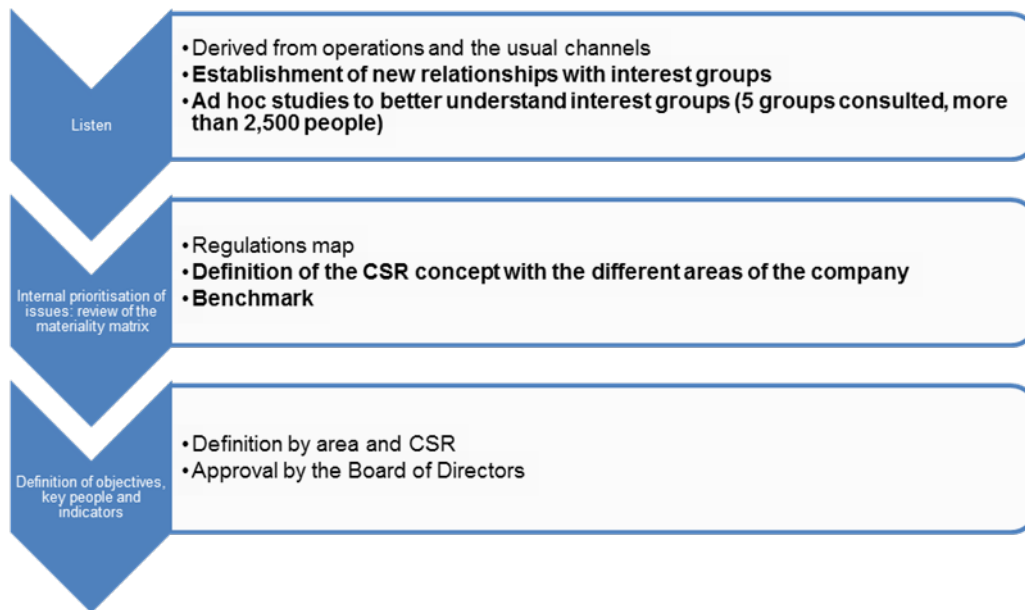 Listen
•Derived from operations and the usual channels
•Establishment of new relationships with interest groups
•Ad hoc studies to better understand interest groups (5 groups consulted, more
than 2,500 people)
Internal prioritisation of
issues: review of the
materiality matrix
•Regulations map
•Definition of the CSR concept with the different areas of the company
•Benchmark
Definition of objectives,
key people and
indicators
•Definition by area and CSR
•Approval by the Board of Directors